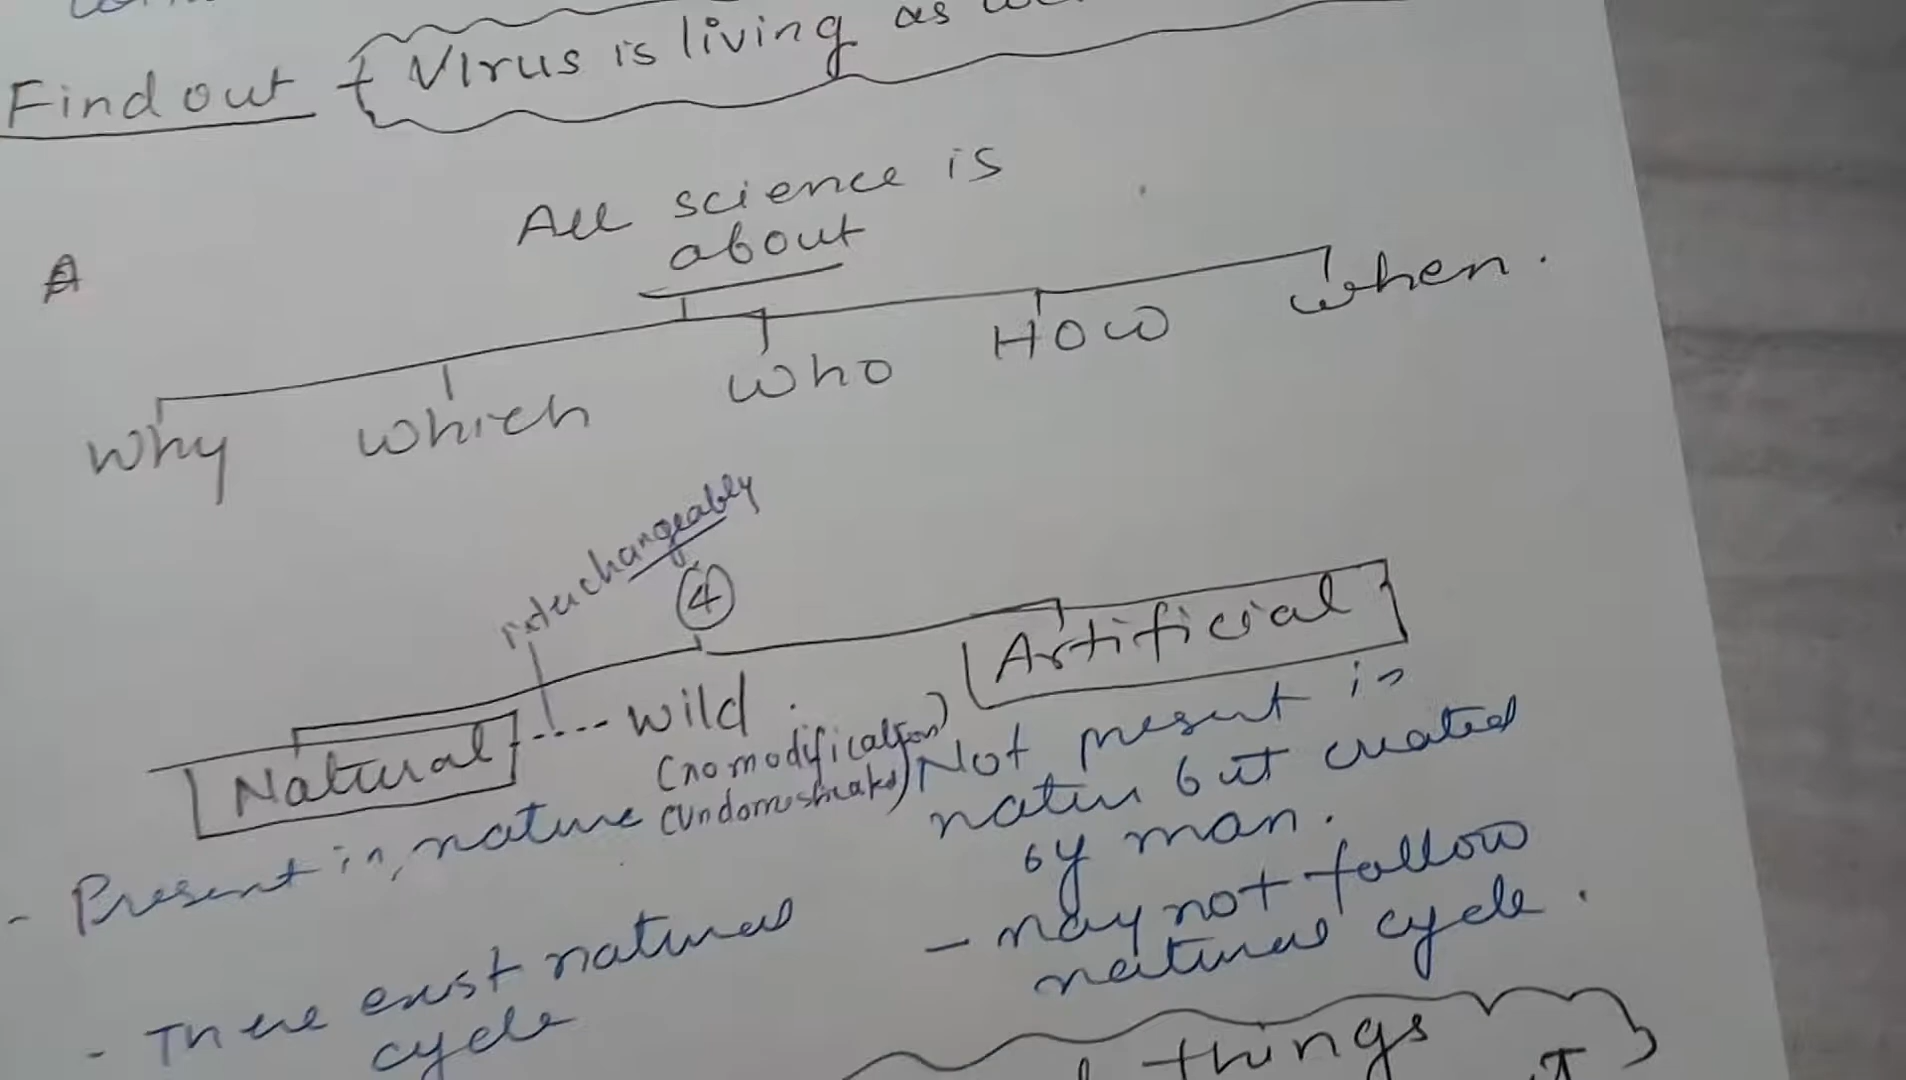 Find out { Virus is living as
All science is
about
A
Why which who How when.
interchangeably
4
Natural ---- wild. Artificial
(no modification)
(undomesticated)
- Present in nature
- There exist natural
cycle
Not present in
nature but created
by man.
- may not follow
natural cycle.
things